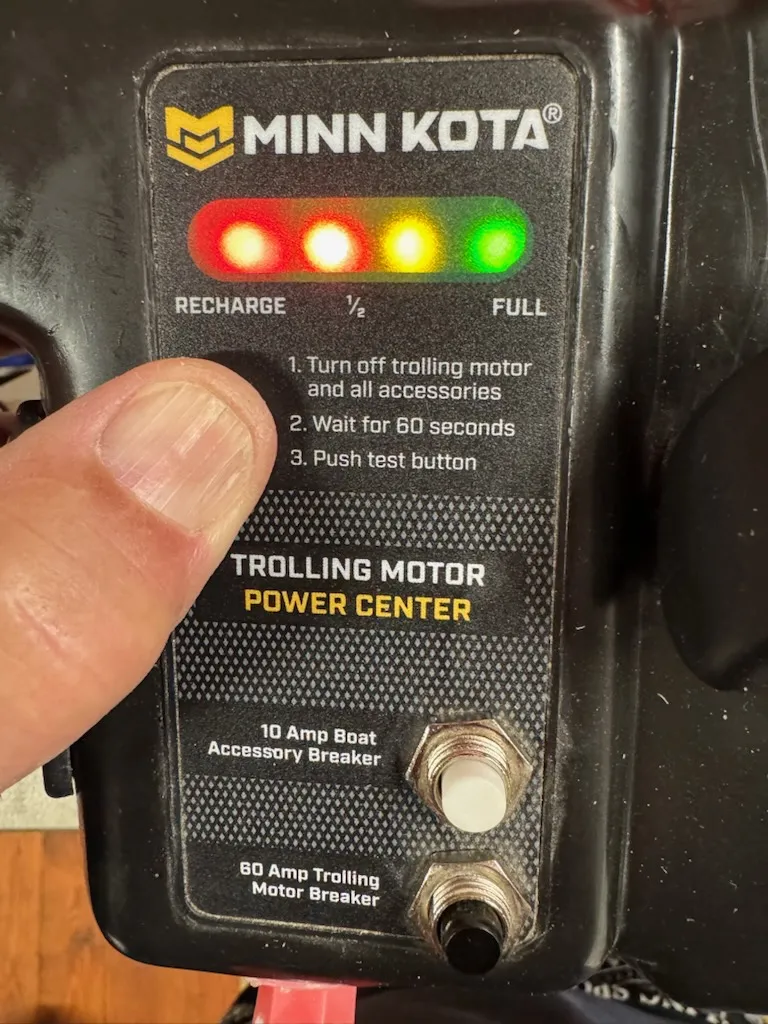 MINN KOTA®
RECHARGE ½ FULL
1. Turn off trolling motor
and all accessories
2. Wait for 60 seconds
3. Push test button
TROLLING MOTOR
POWER CENTER
10 Amp Boat
Accessory Breaker
60 Amp Trolling
Motor Breaker